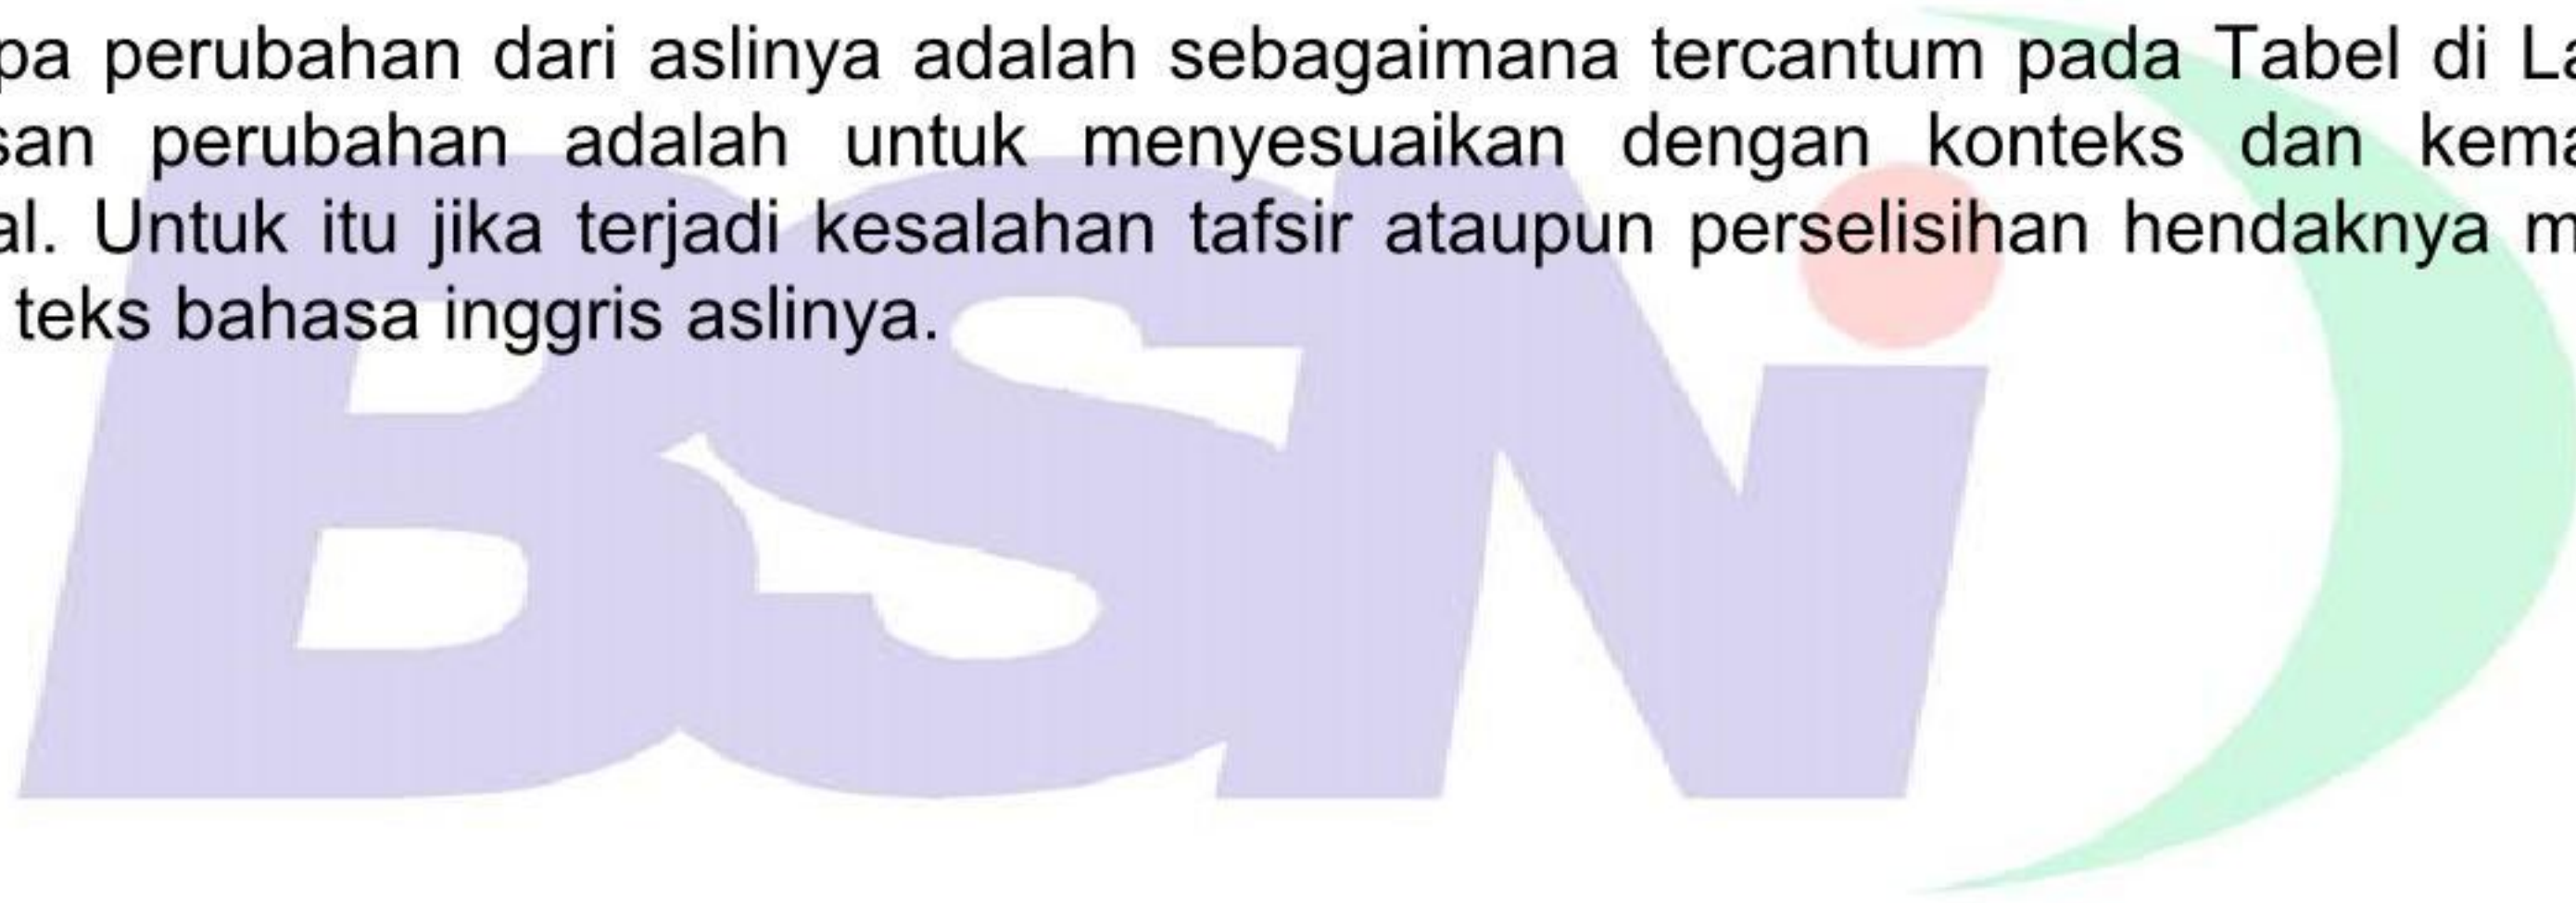 pa perubahan dari aslinya adalah sebagaimana tercantum pada Tabel di La
san perubahan adalah untuk menyesuaikan dengan konteks dan kema
al. Untuk itu jika terjadi kesalahan tafsir ataupun perselisihan hendaknya m
teks bahasa inggris aslinya.
BSN